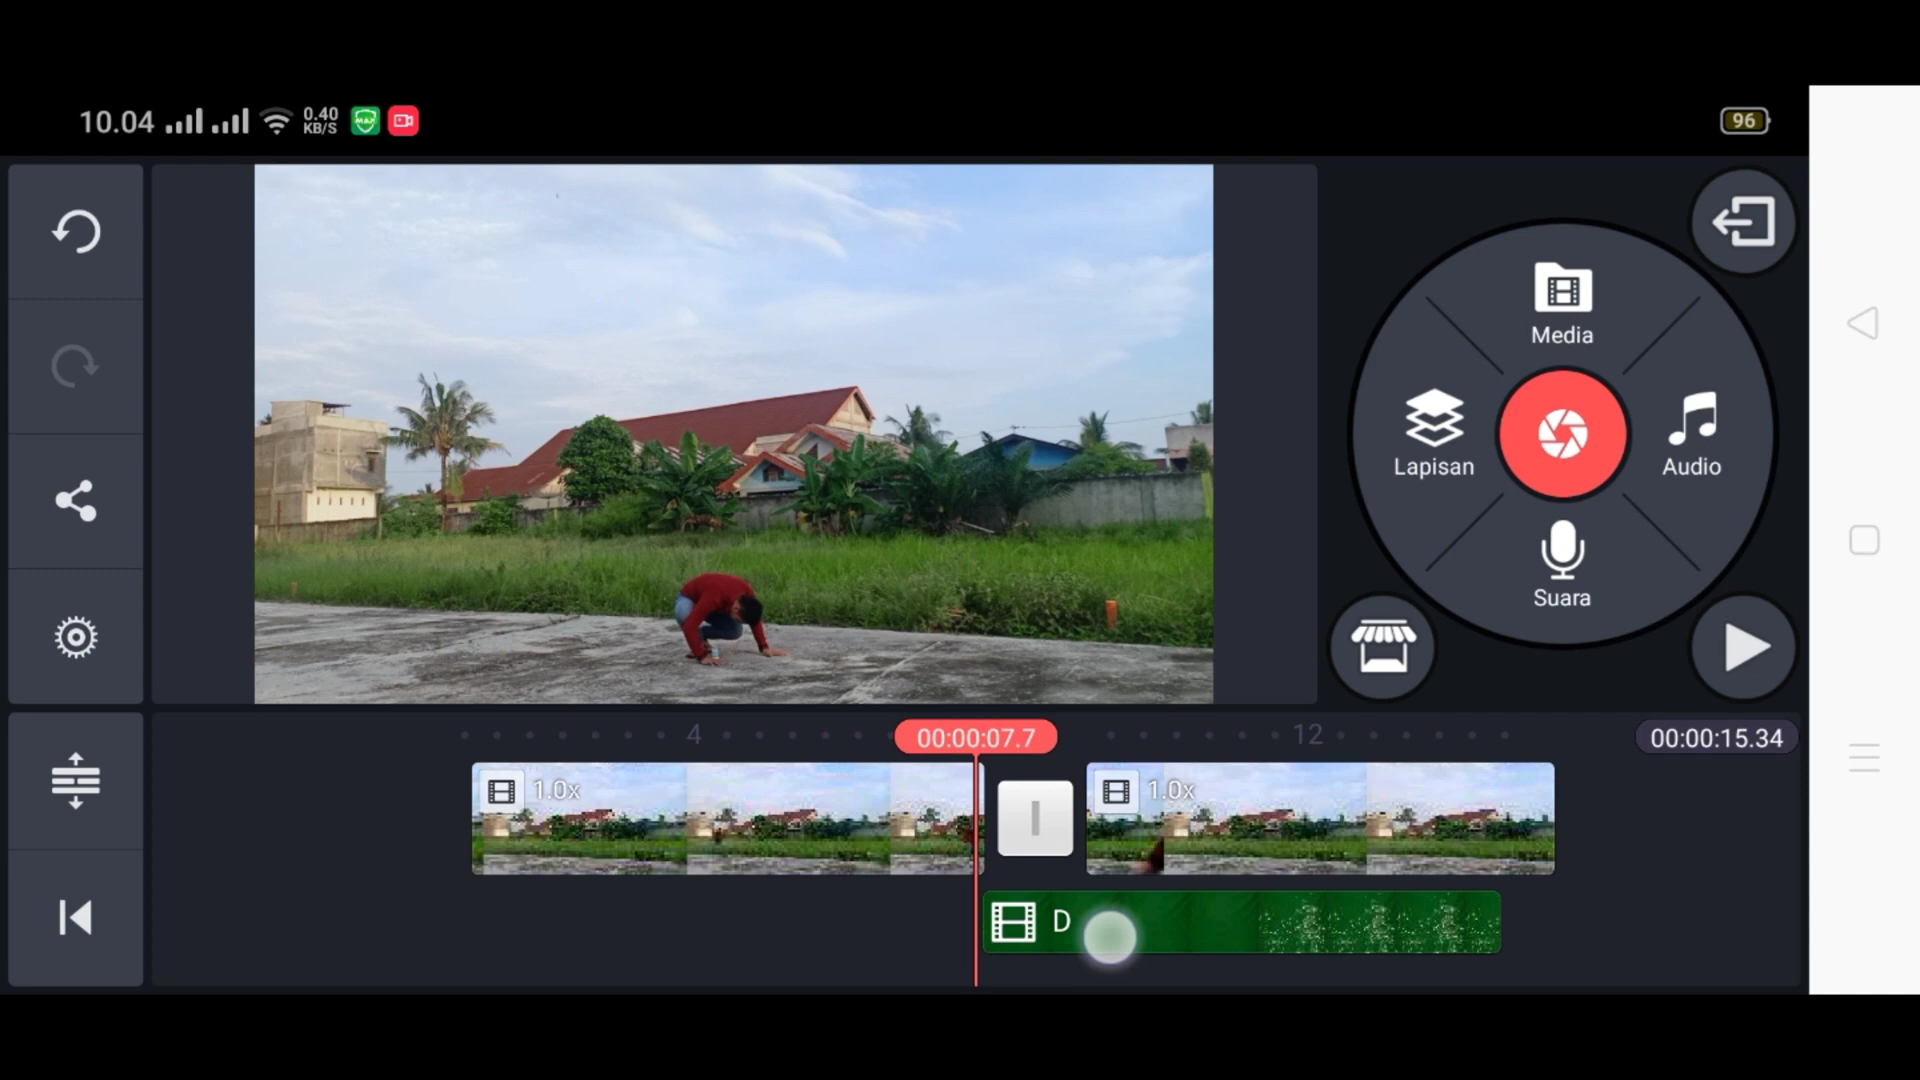 10.04
0.40
KB/S
MAX
96
Media
Lapisan
Audio
Suara
4
00:00:07.7
12
00:00:15.34
1.0x
1.0x
D